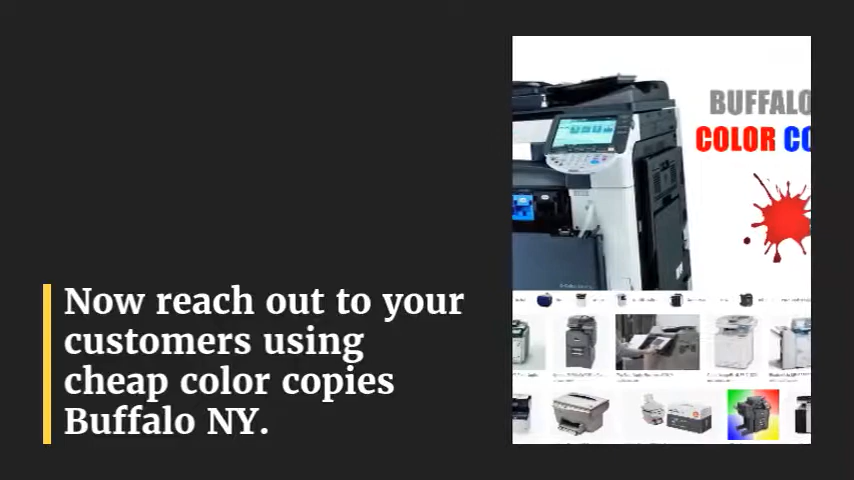 BUFFALO
COLOR CO
Now reach out to your
customers using
cheap color copies
Buffalo NY.